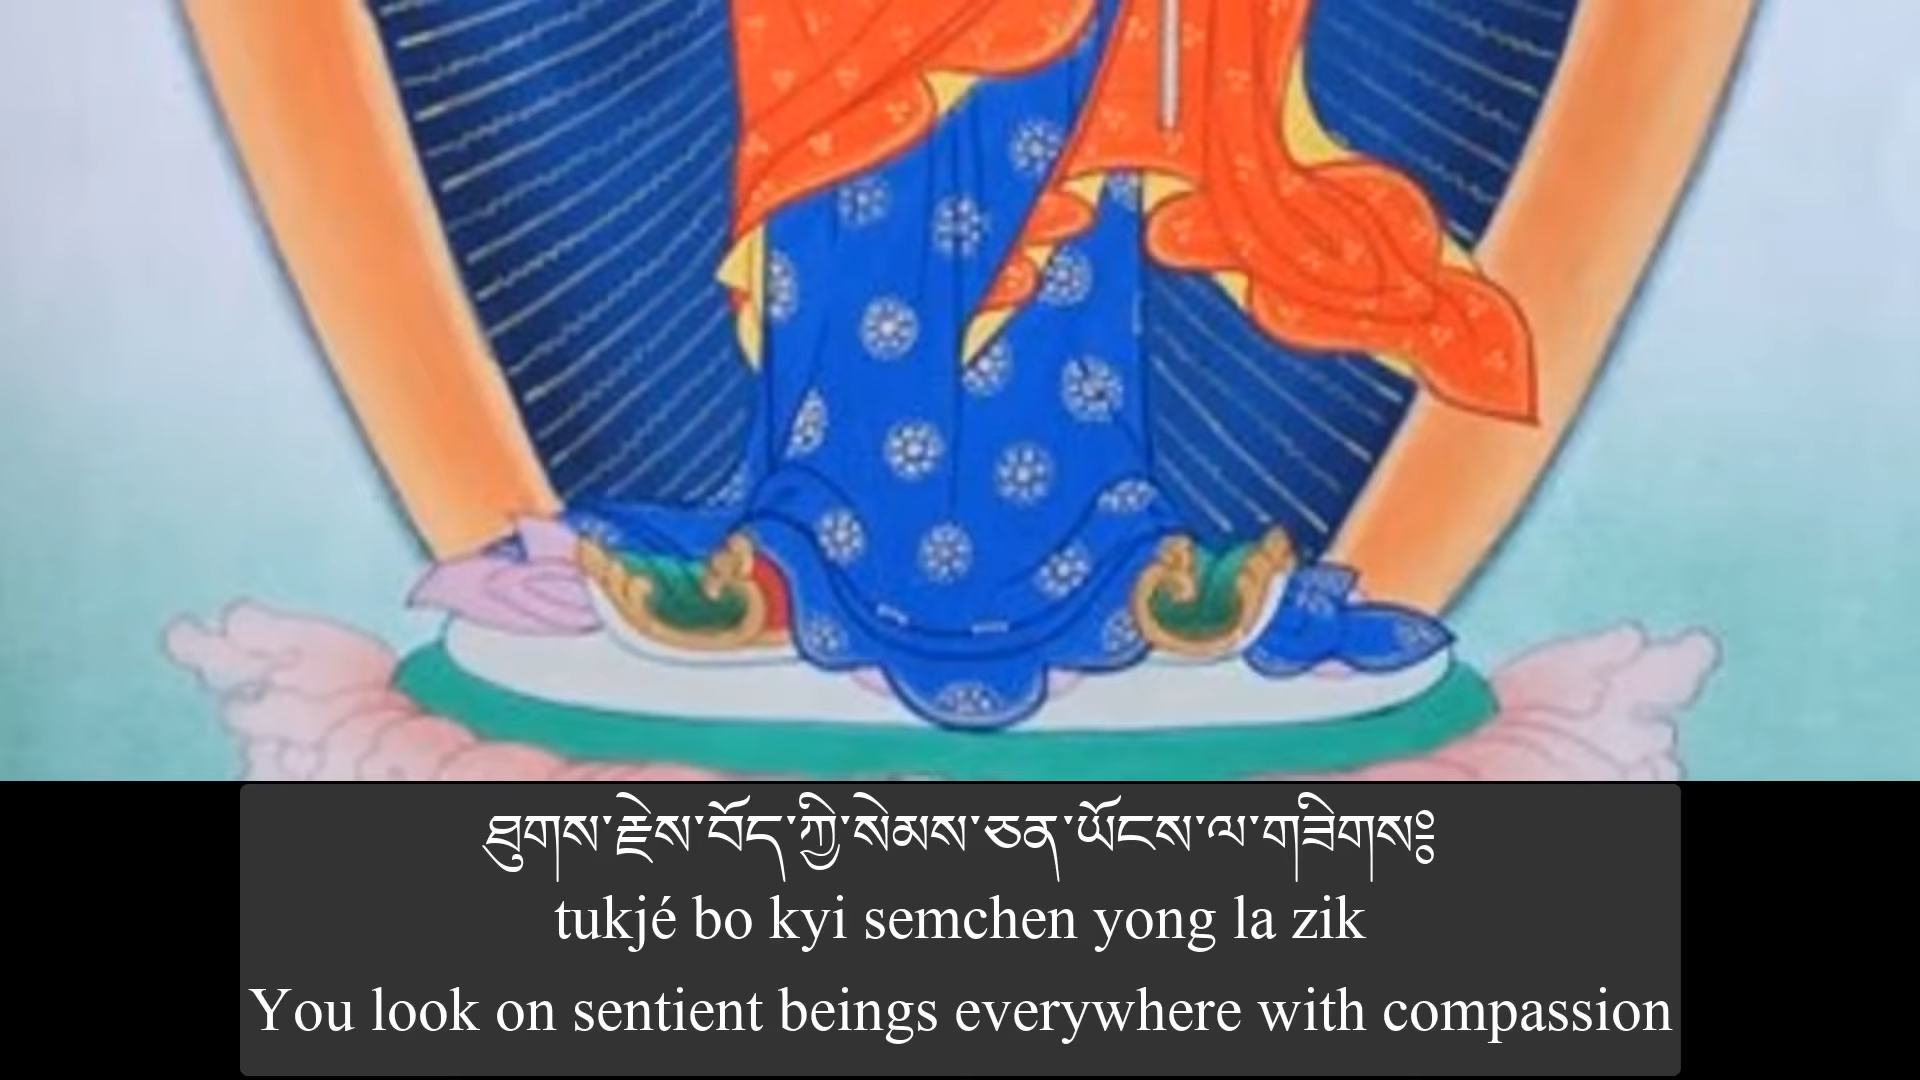 ཐུགས་རྗེས་བོད་ཀྱི་སེམས་ཅན་ཡོངས་ལ་གཟིགས༔
tukjé bo kyi semchen yong la zik
You look on sentient beings everywhere with compassion